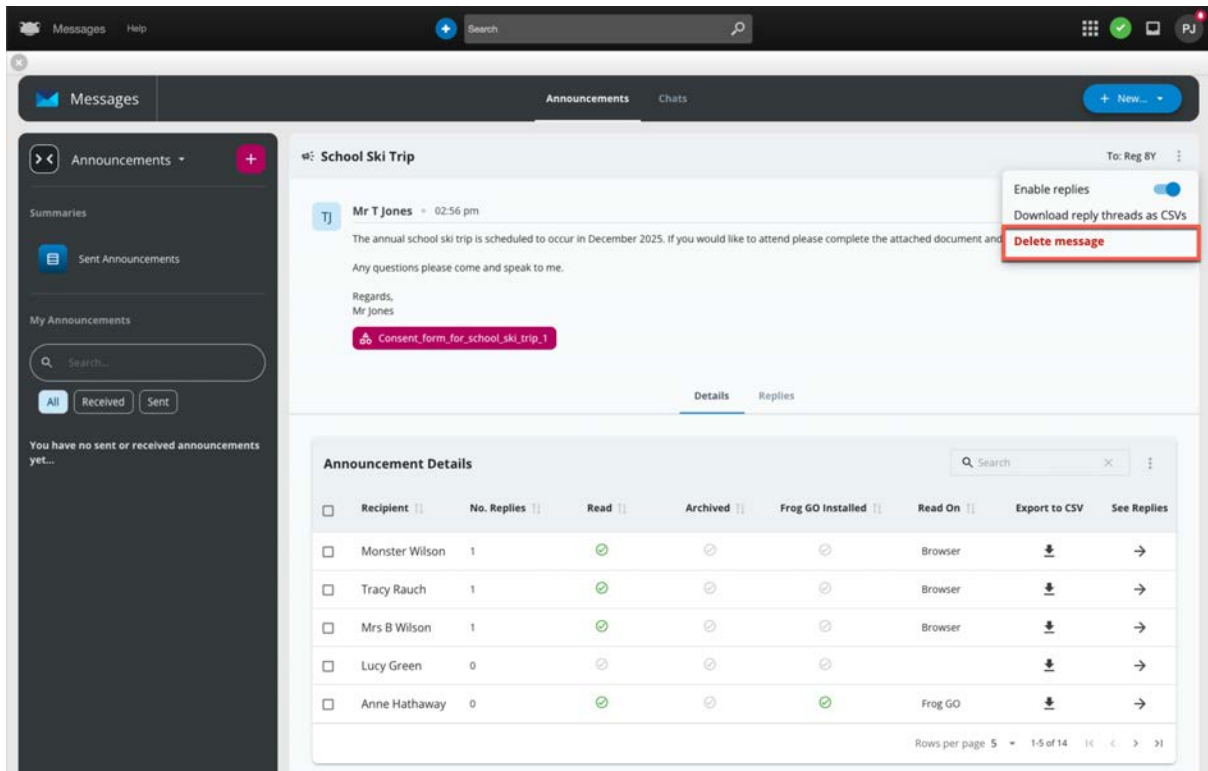 Messages Help Search PJ
Messages Announcements Chats + New...
Announcements +
Summaries
Sent Announcements
My Announcements
Search...
All Received Sent
You have no sent or received announcements
yet...
School Ski Trip To: Reg 8Y
Enable replies
Download reply threads as CSVs
Delete message
TJ Mr T Jones 02:56 pm
The annual school ski trip is scheduled to occur in December 2025. If you would like to attend please complete the attached document and
Any questions please come and speak to me.
Regards,
Mr Jones
Consent_form_for_school_ski_trip_1
Details Replies
Announcement Details Search
Recipient No. Replies Read Archived Frog GO Installed Read On Export to CSV See Replies
Monster Wilson 1 Browser
Tracy Rauch 1 Browser
Mrs B Wilson 1 Browser
Lucy Green 0
Anne Hathaway 0 Frog GO
Rows per page 5 1-5 of 14